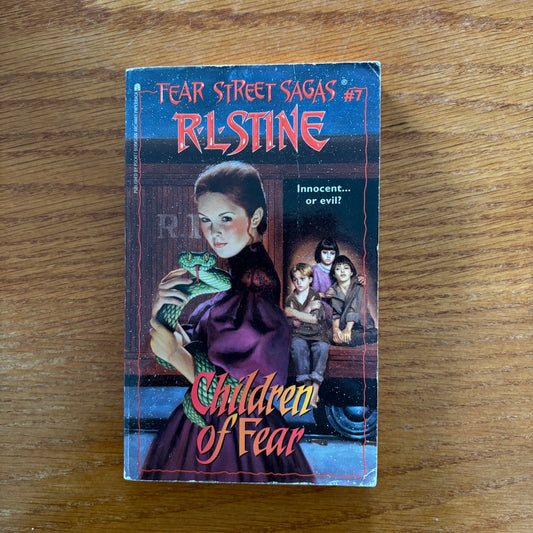 FEAR STREET SAGAS® #7
R·L·STINE
Innocent...
or evil?
R.
Children
of Fear